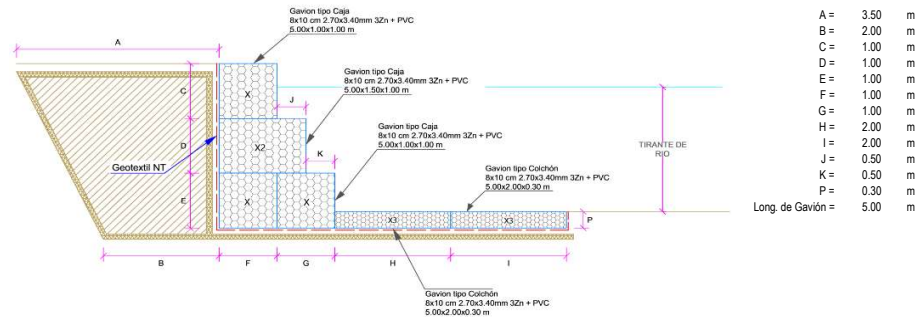 Gavion tipo Caja
8x10 cm 2.70x3.40mm 3Zn + PVC
5.00x1.00x1.00 m
A
Gavion tipo Caja
8x10 cm 2.70x3.40mm 3Zn + PVC
5.00x1.50x1.00 m
C
X
J
Gavion tipo Caja
8x10 cm 2.70x3.40mm 3Zn + PVC
5.00x1.00x1.00 m
D
X2
K
TIRANTE DE
RIO
Geotextil NT
Gavion tipo Colchón
8x10 cm 2.70x3.40mm 3Zn + PVC
5.00x2.00x0.30 m
E
X
X
X3
X3
P
B
F
G
H
I
Gavion tipo Colchón
8x10 cm 2.70x3.40mm 3Zn + PVC
5.00x2.00x0.30 m
A = 3.50 m
B = 2.00 m
C = 1.00 m
D = 1.00 m
E = 1.00 m
F = 1.00 m
G = 1.00 m
H = 2.00 m
I = 2.00 m
J = 0.50 m
K = 0.50 m
P = 0.30 m
Long. de Gavión = 5.00 m